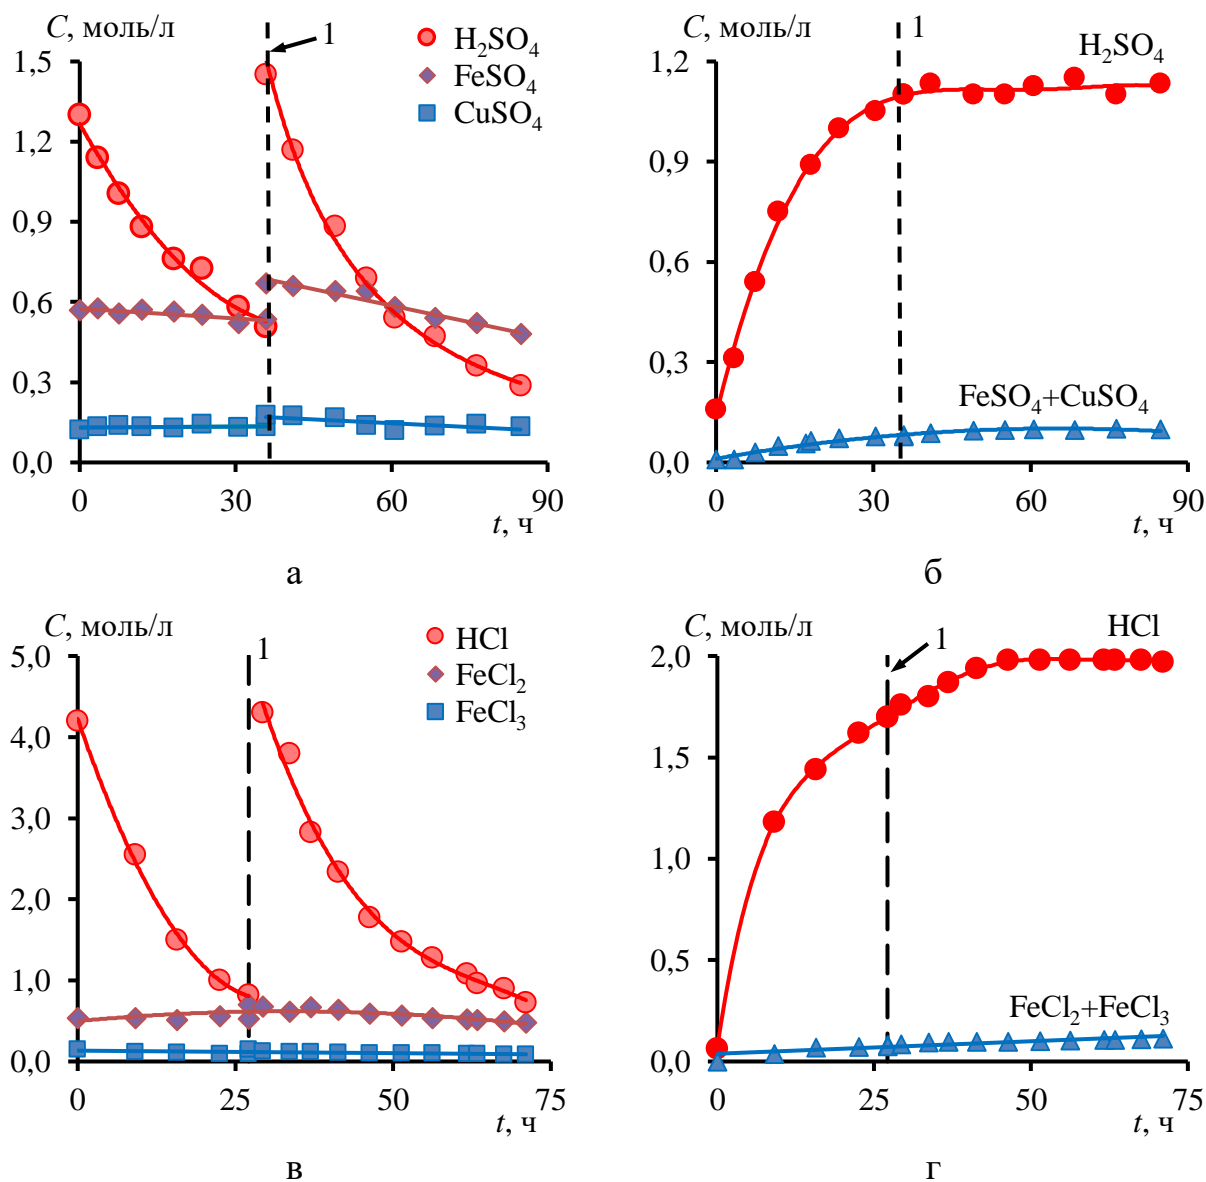 C, моль/л
1
H₂SO₄
FeSO₄
CuSO₄
1,5
1,2
0,9
0,6
0,3
0,0
0 30 60 90
t, ч
а
C, моль/л
1
H₂SO₄
1,2
0,9
0,6
0,3
0,0
FeSO₄+CuSO₄
0 30 60 90
t, ч
б
C, моль/л
1
HCl
FeCl₂
FeCl₃
5,0
4,0
3,0
2,0
1,0
0,0
0 25 50 75
t, ч
в
C, моль/л
1
HCl
2,0
1,5
1,0
0,5
0,0
FeCl₂+FeCl₃
0 25 50 75
t, ч
г